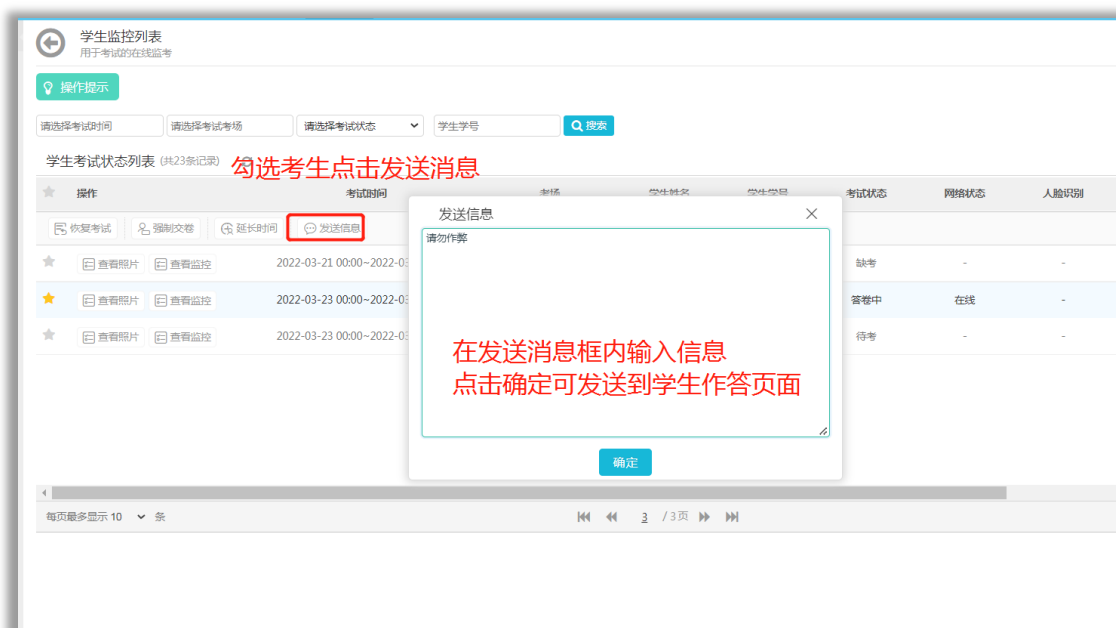 学生监控列表
用于考试的在线监考
操作提示
请选择考试时间 请选择考试考场 请选择考试状态 学生学号 搜索
学生考试状态列表 (共23条记录)
勾选考生点击发送消息
操作 考试时间 考场 学生姓名 学生学号 考试状态 网络状态 人脸识别
恢复考试 强制交卷 延长时间 发送信息
发送信息
请勿作弊
查看照片 查看监控 2022-03-21 00:00~2022-03 缺考 - -
查看照片 查看监控 2022-03-23 00:00~2022-03 答卷中 在线 -
查看照片 查看监控 2022-03-23 00:00~2022-03 待考 - -
在发送消息框内输入信息
点击确定可发送到学生作答页面
确定
每页最多显示 10 条 3 / 3页